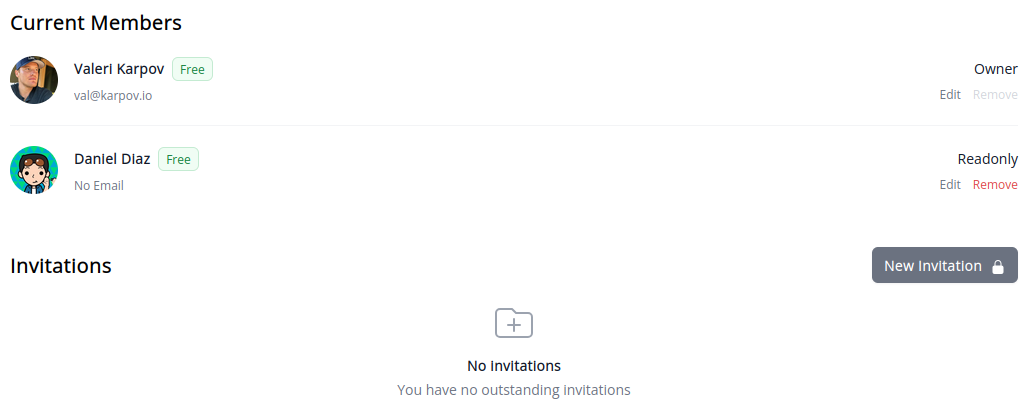 Current Members
Valeri Karpov Free Owner
val@karpov.io Edit Remove
Daniel Diaz Free Readonly
No Email Edit Remove
Invitations New Invitation
No invitations
You have no outstanding invitations